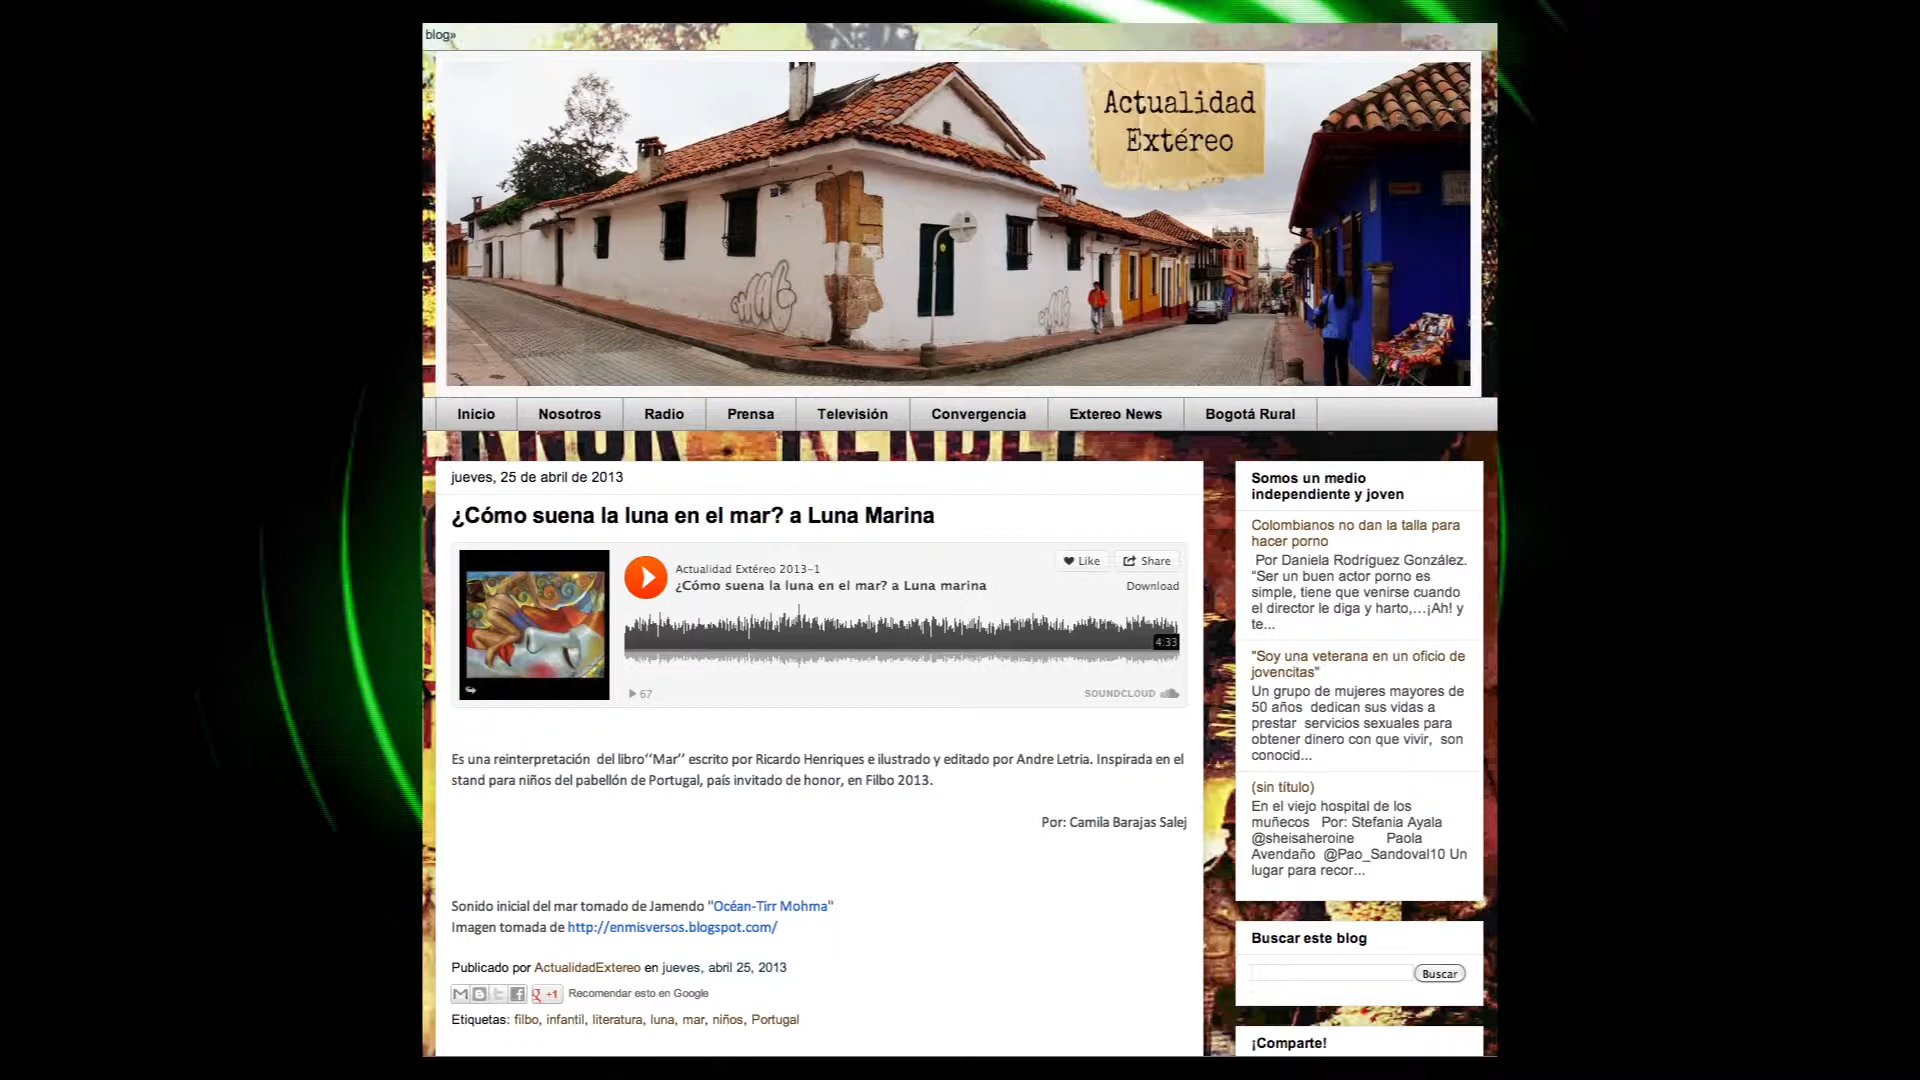 blog»
Actualidad
Extéreo
Inicio Nosotros Radio Prensa Televisión Convergencia Extereo News Bogotá Rural
jueves, 25 de abril de 2013
¿Cómo suena la luna en el mar? a Luna Marina
Actualidad Extéreo 2013-1
¿Cómo suena la luna en el mar? a Luna marina
Like Share
Download
4:33
67
SOUNDCLOUD
Es una reinterpretación del libro‘‘Mar’’ escrito por Ricardo Henriques e ilustrado y editado por Andre Letria. Inspirada en el
stand para niños del pabellón de Portugal, país invitado de honor, en Filbo 2013.
Por: Camila Barajas Salej
Sonido inicial del mar tomado de Jamendo "Océan-Tirr Mohma"
Imagen tomada de http://enmisversos.blogspot.com/
Publicado por ActualidadExtereo en jueves, abril 25, 2013
+1 Recomendar esto en Google
Etiquetas: filbo, infantil, literatura, luna, mar, niños, Portugal
Somos un medio
independiente y joven
Colombianos no dan la talla para
hacer porno
Por Daniela Rodríguez González.
“Ser un buen actor porno es
simple, tiene que venirse cuando
el director le diga y harto,…¡Ah! y
te...
"Soy una veterana en un oficio de
jovencitas"
Un grupo de mujeres mayores de
50 años dedican sus vidas a
prestar servicios sexuales para
obtener dinero con que vivir, son
conocid...
(sin título)
En el viejo hospital de los
muñecos Por: Stefania Ayala
@sheisaheroine Paola
Avendaño @Pao_Sandoval10 Un
lugar para recor...
Buscar este blog
Buscar
¡Comparte!